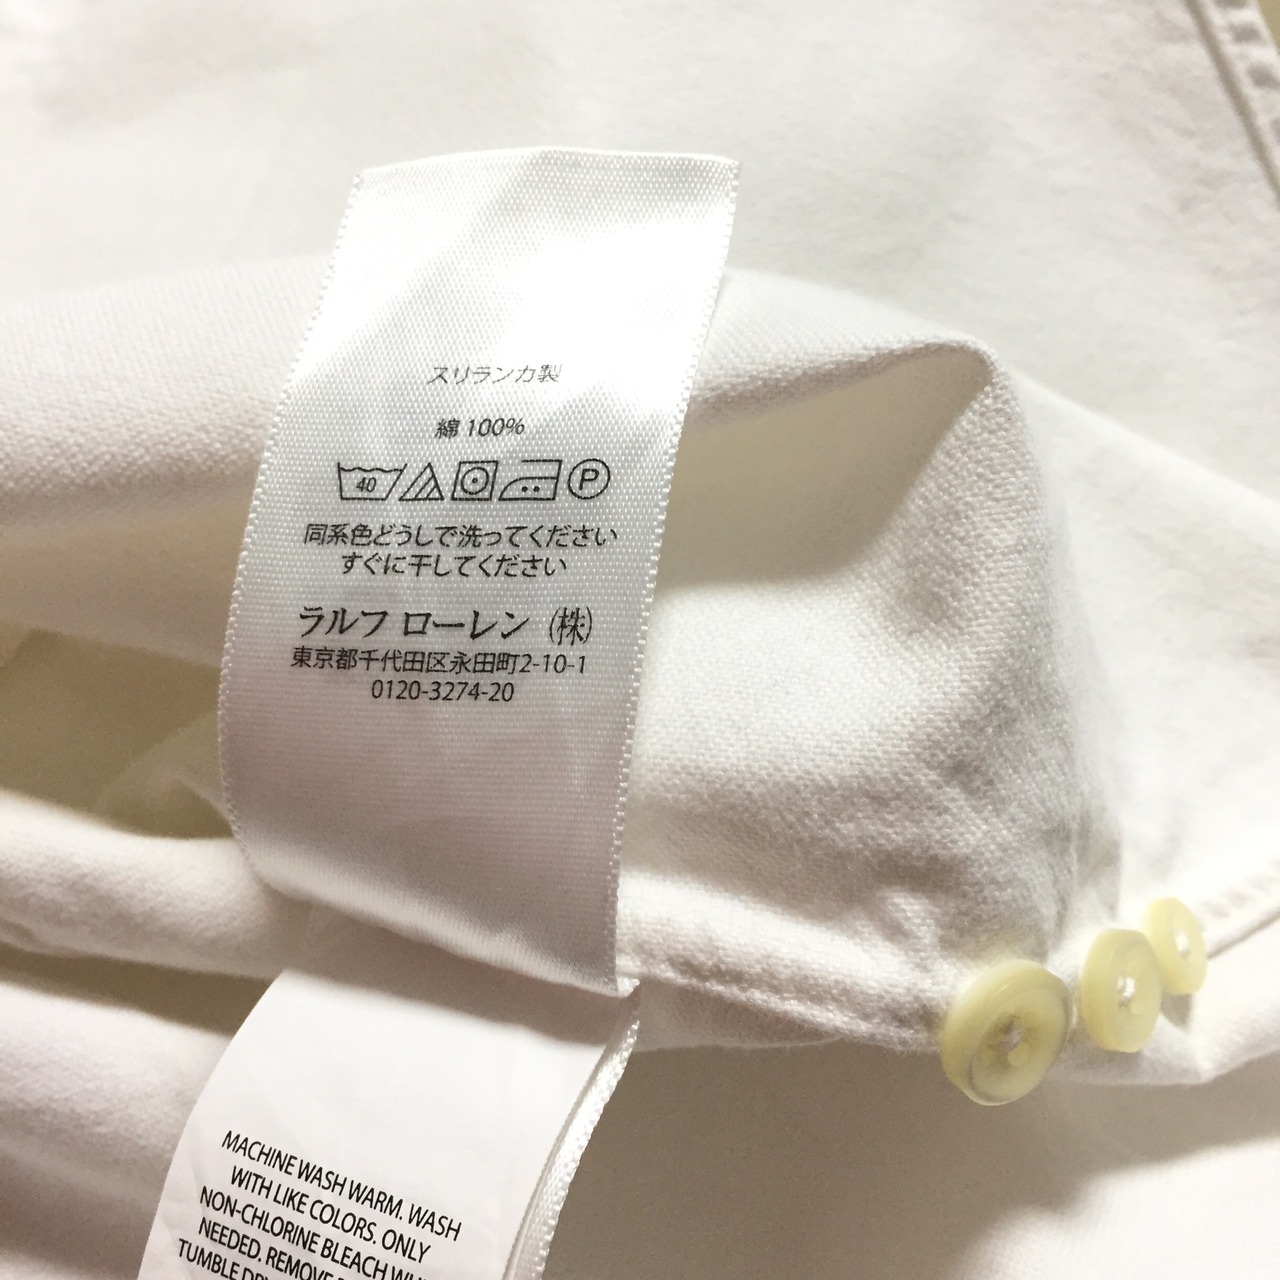 スリランカ製
綿 100%
40 P
同系色どうしで洗ってください
すぐに干してください
ラルフ ローレン (株)
東京都千代田区永田町2-10-1
0120-3274-20
MACHINE WASH WARM. WASH
WITH LIKE COLORS. ONLY
NON-CHLORINE BLEACH
NEEDED. REMOVE
TUMBLE